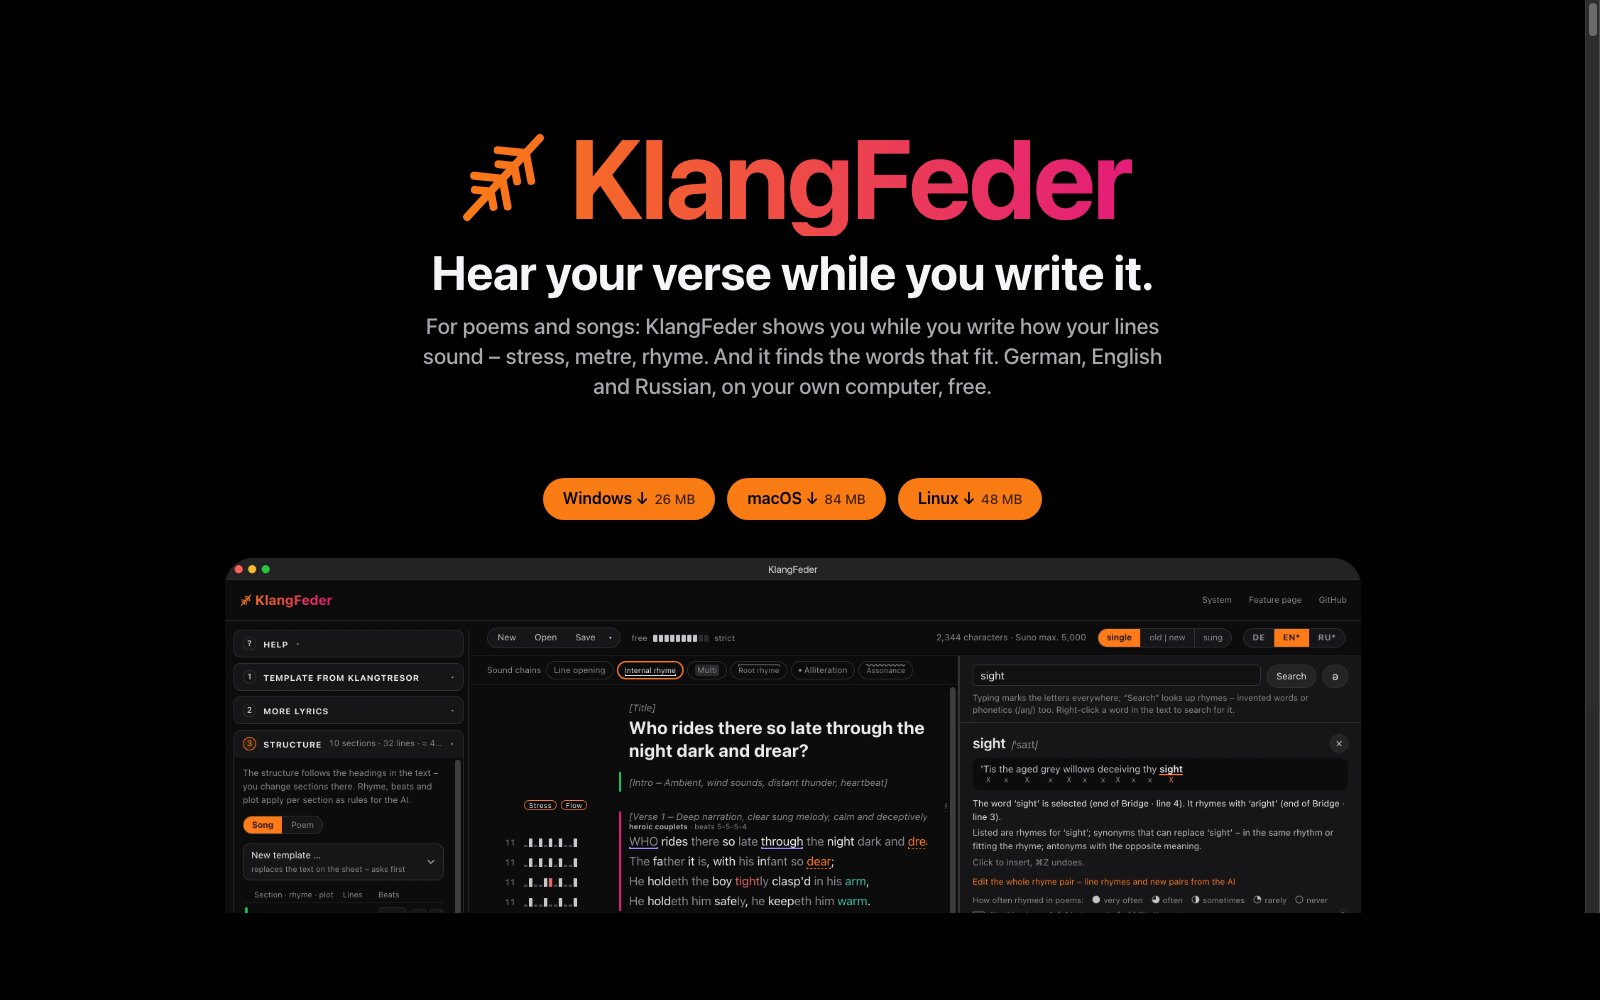 KlangFeder
Hear your verse while you write it.
For poems and songs: KlangFeder shows you while you write how your lines
sound – stress, metre, rhyme. And it finds the words that fit. German, English
and Russian, on your own computer, free.
Windows ↓ 26 MB
macOS ↓ 84 MB
Linux ↓ 48 MB
KlangFeder
KlangFeder
System
Feature page
GitHub
? HELP
1 TEMPLATE FROM KLANGTRESOR
2 MORE LYRICS
3 STRUCTURE 10 sections · 32 lines · ≈ 4...
The structure follows the headings in the text –
you change sections there. Rhyme, beats
and plot apply per section as rules for the AI.
Song
Poem
New template ...
replaces the text on the sheet – asks first
Section · rhyme · plot Lines Beats
New
Open
Save
free
strict
2,344 characters · Suno max. 5,000
single
old | new
sung
DE
EN*
RU*
Sound chains
Line opening
Internal rhyme
Multi
Root rhyme
• Alliteration
Assonance
[Title]
Who rides there so late through the
night dark and drear?
[Intro – Ambient, wind sounds, distant thunder, heartbeat]
Stress
Flow
[Verse 1 – Deep narration, clear sung melody, calm and deceptively
heroic couplets · beats 5-5-5-4
11 WHO rides there so late through the night dark and drea
11 The father it is, with his infant so dear;
11 He holdeth the boy tightly clasp'd in his arm,
11 He holdeth him safely, he keepeth him warm.
sight
Search
ə
Typing marks the letters everywhere; “Search” looks up rhymes – invented words or
phonetics (/aɪ̯/) too. Right-click a word in the text to search for it.
sight /ˈsaɪt/
×
'Tis the aged grey willows deceiving thy sight
x x X x X x x X X x x X
The word ‘sight’ is selected (end of Bridge · line 4). It rhymes with ‘aright’ (end of Bridge ·
line 3).
Listed are rhymes for ‘sight’; synonyms that can replace ‘sight’ – in the same rhythm or
fitting the rhyme; antonyms with the opposite meaning.
Click to insert, ⌘Z undoes.
Edit the whole rhyme pair – line rhymes and new pairs from the AI
How often rhymed in poems: very often often sometimes rarely never